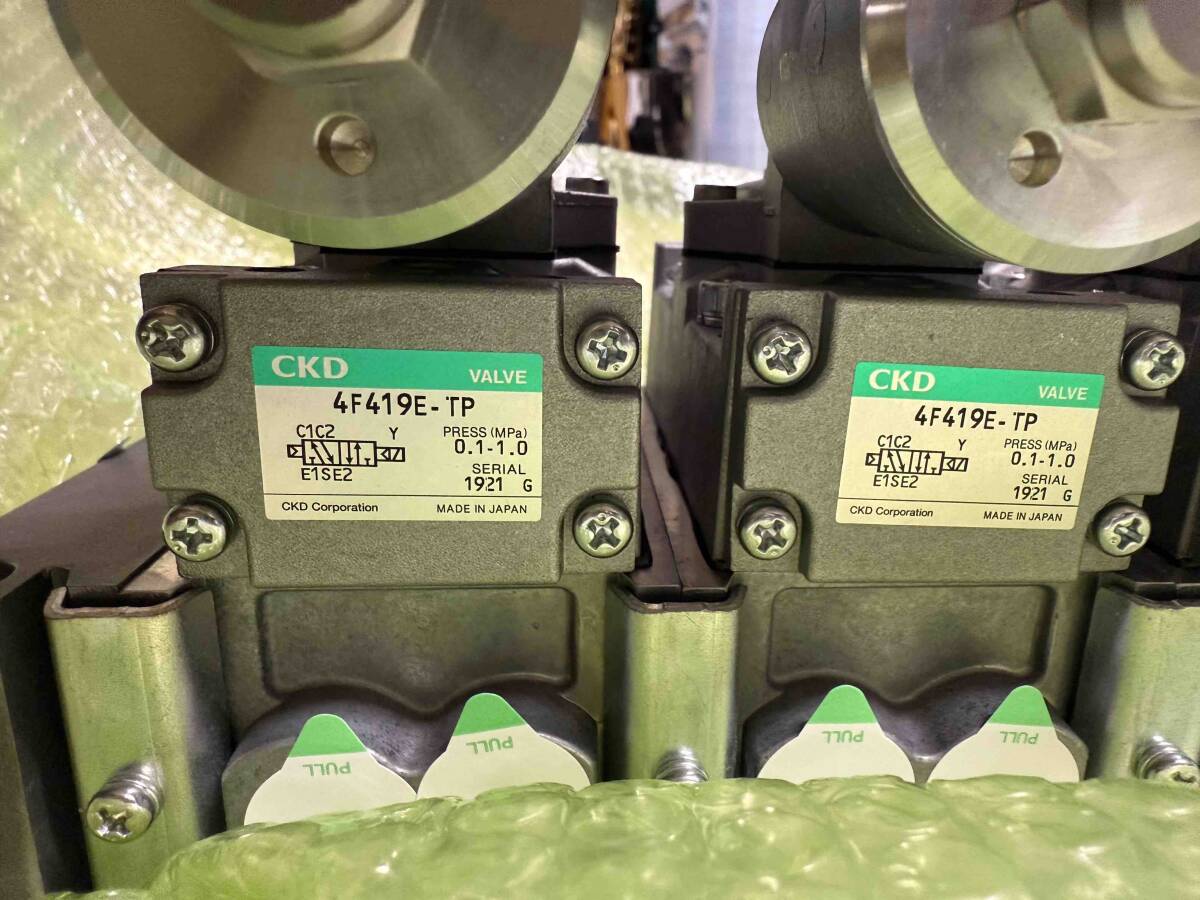 CKD
VALVE
4F419E-TP
C1C2 Y PRESS (MPa)
0.1-1.0
E1SE2
SERIAL
1921 G
CKD Corporation MADE IN JAPAN
CKD
VALVE
4F419E-TP
C1C2 Y PRESS (MPa)
0.1-1.0
E1SE2
SERIAL
1921 G
CKD Corporation MADE IN JAPAN
PULL
PULL
PULL
PULL